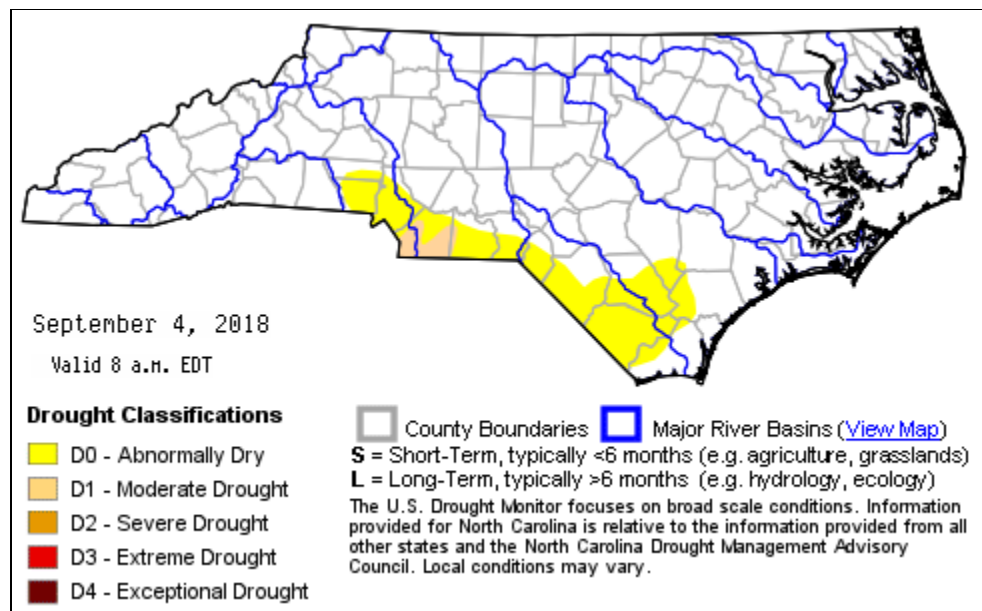 September 4, 2018
Valid 8 a.m. EDT
Drought Classifications
D0 - Abnormally Dry
D1 - Moderate Drought
D2 - Severe Drought
D3 - Extreme Drought
D4 - Exceptional Drought
County Boundaries Major River Basins (View Map)
S = Short-Term, typically <6 months (e.g. agriculture, grasslands)
L = Long-Term, typically >6 months (e.g. hydrology, ecology)
The U.S. Drought Monitor focuses on broad scale conditions. Information
provided for North Carolina is relative to the information provided from all
other states and the North Carolina Drought Management Advisory
Council. Local conditions may vary.